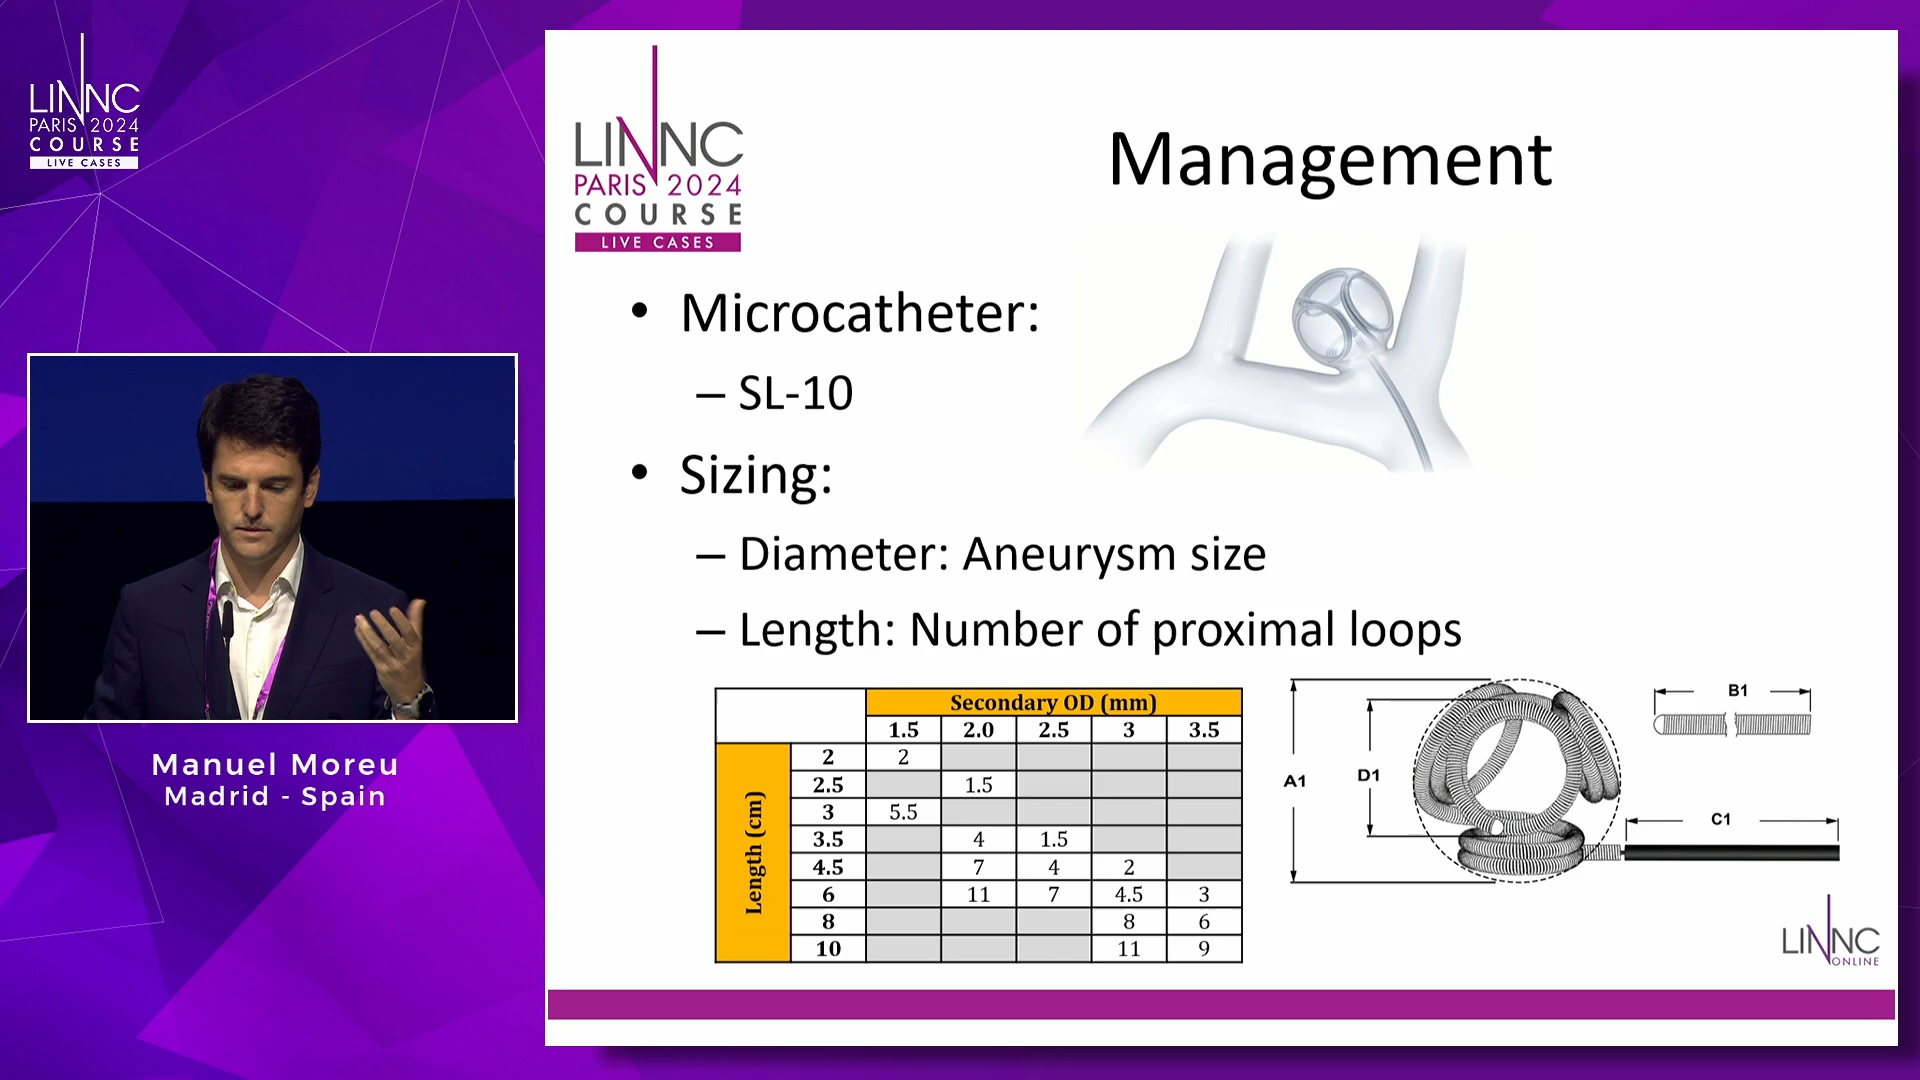 LINNC
PARIS 2024
COURSE
LIVE CASES
Manuel Moreu
Madrid - Spain
LINNC
PARIS 2024
COURSE
LIVE CASES
Management
• Microcatheter:
– SL-10
• Sizing:
– Diameter: Aneurysm size
– Length: Number of proximal loops
Secondary OD (mm)
1.5 2.0 2.5 3 3.5
Length (cm)
2 2
2.5 1.5
3 5.5
3.5 4 1.5
4.5 7 4 2
6 11 7 4.5 3
8 8 6
10 11 9
A1
D1
B1
C1
LINNC
ONLINE